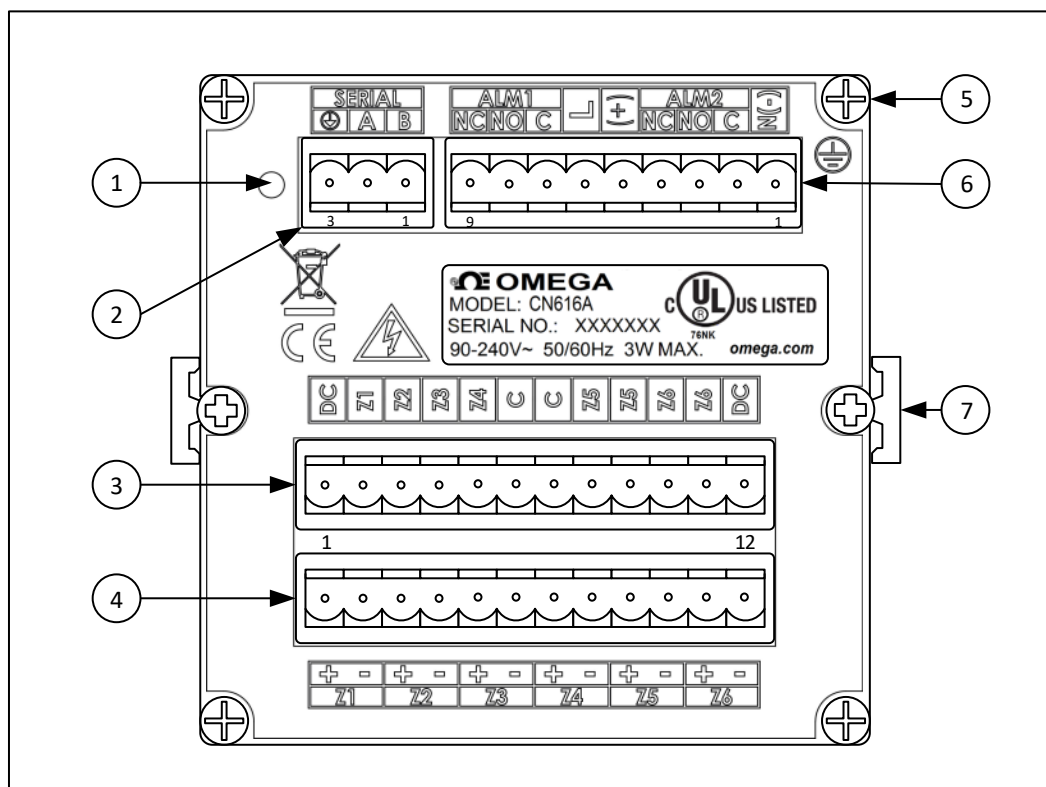 SERIAL ALM1 L (+) ALM2 N(-)
A B NC NO C NC NO C
5
1
6
3 1 9 1
2
OMEGA
MODEL: CN616A
SERIAL NO.: XXXXXXX
90-240V~ 50/60Hz 3W MAX.
C UL ® US LISTED
76NK
omega.com
CE
DC Z1 Z2 Z3 Z4 C C Z5 Z5 Z6 Z6 DC
7
3
1 12
4
+ - + - + - + - + - + -
Z1 Z2 Z3 Z4 Z5 Z6